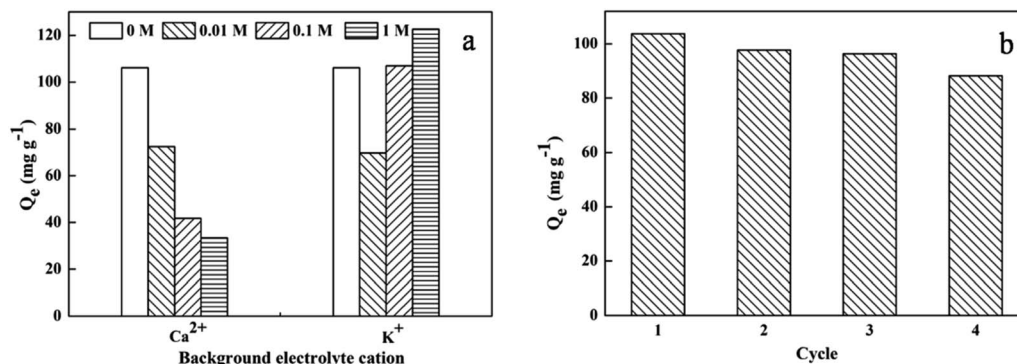 0 M 0.01 M 0.1 M 1 M
a
120
100
80
60
40
20
0
Qe (mg g-1)
Ca2+ K+
Background electrolyte cation
b
100
80
60
40
20
0
Qe (mg g-1)
1 2 3 4
Cycle